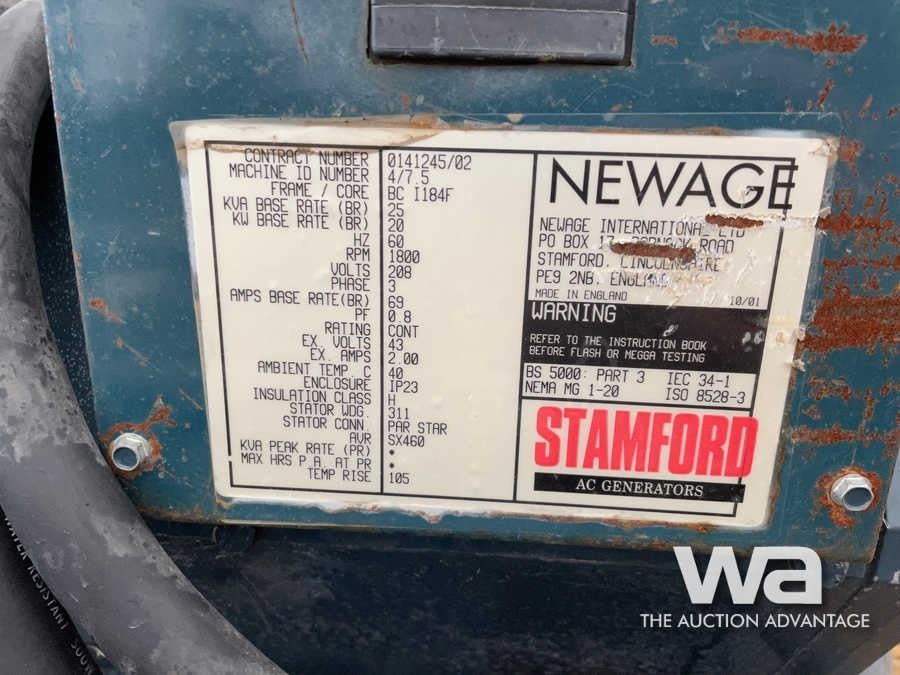 CONTRACT NUMBER 0141245/02
MACHINE ID NUMBER 4/7.5
FRAME / CORE BC I184F
KVA BASE RATE (BR) 25
KW BASE RATE (BR) 20
HZ 60
RPM 1800
VOLTS 208
PHASE 3
AMPS BASE RATE(BR) 69
PF 0.8
RATING CONT
EX. VOLTS 43
EX. AMPS 2.00
AMBIENT TEMP. C 40
ENCLOSURE IP23
INSULATION CLASS H
STATOR WDG. 311
STATOR CONN. PAR STAR
AVR SX460
KVA PEAK RATE (PR) *
MAX HRS P.A. AT PR *
TEMP RISE 105
NEWAGE
NEWAGE INTERNATIONAL LTD
PO BOX ROAD
STAMFORD. LINCOLNSHIRE
PE9 2NB. ENGLAND
MADE IN ENGLAND 10/01
WARNING
REFER TO THE INSTRUCTION BOOK
BEFORE FLASH OR MEGGA TESTING
BS 5000: PART 3 IEC 34-1
NEMA MG 1-20 ISO 8528-3
STAMFORD
AC GENERATORS
WATER RESISTANT
wa
THE AUCTION ADVANTAGE